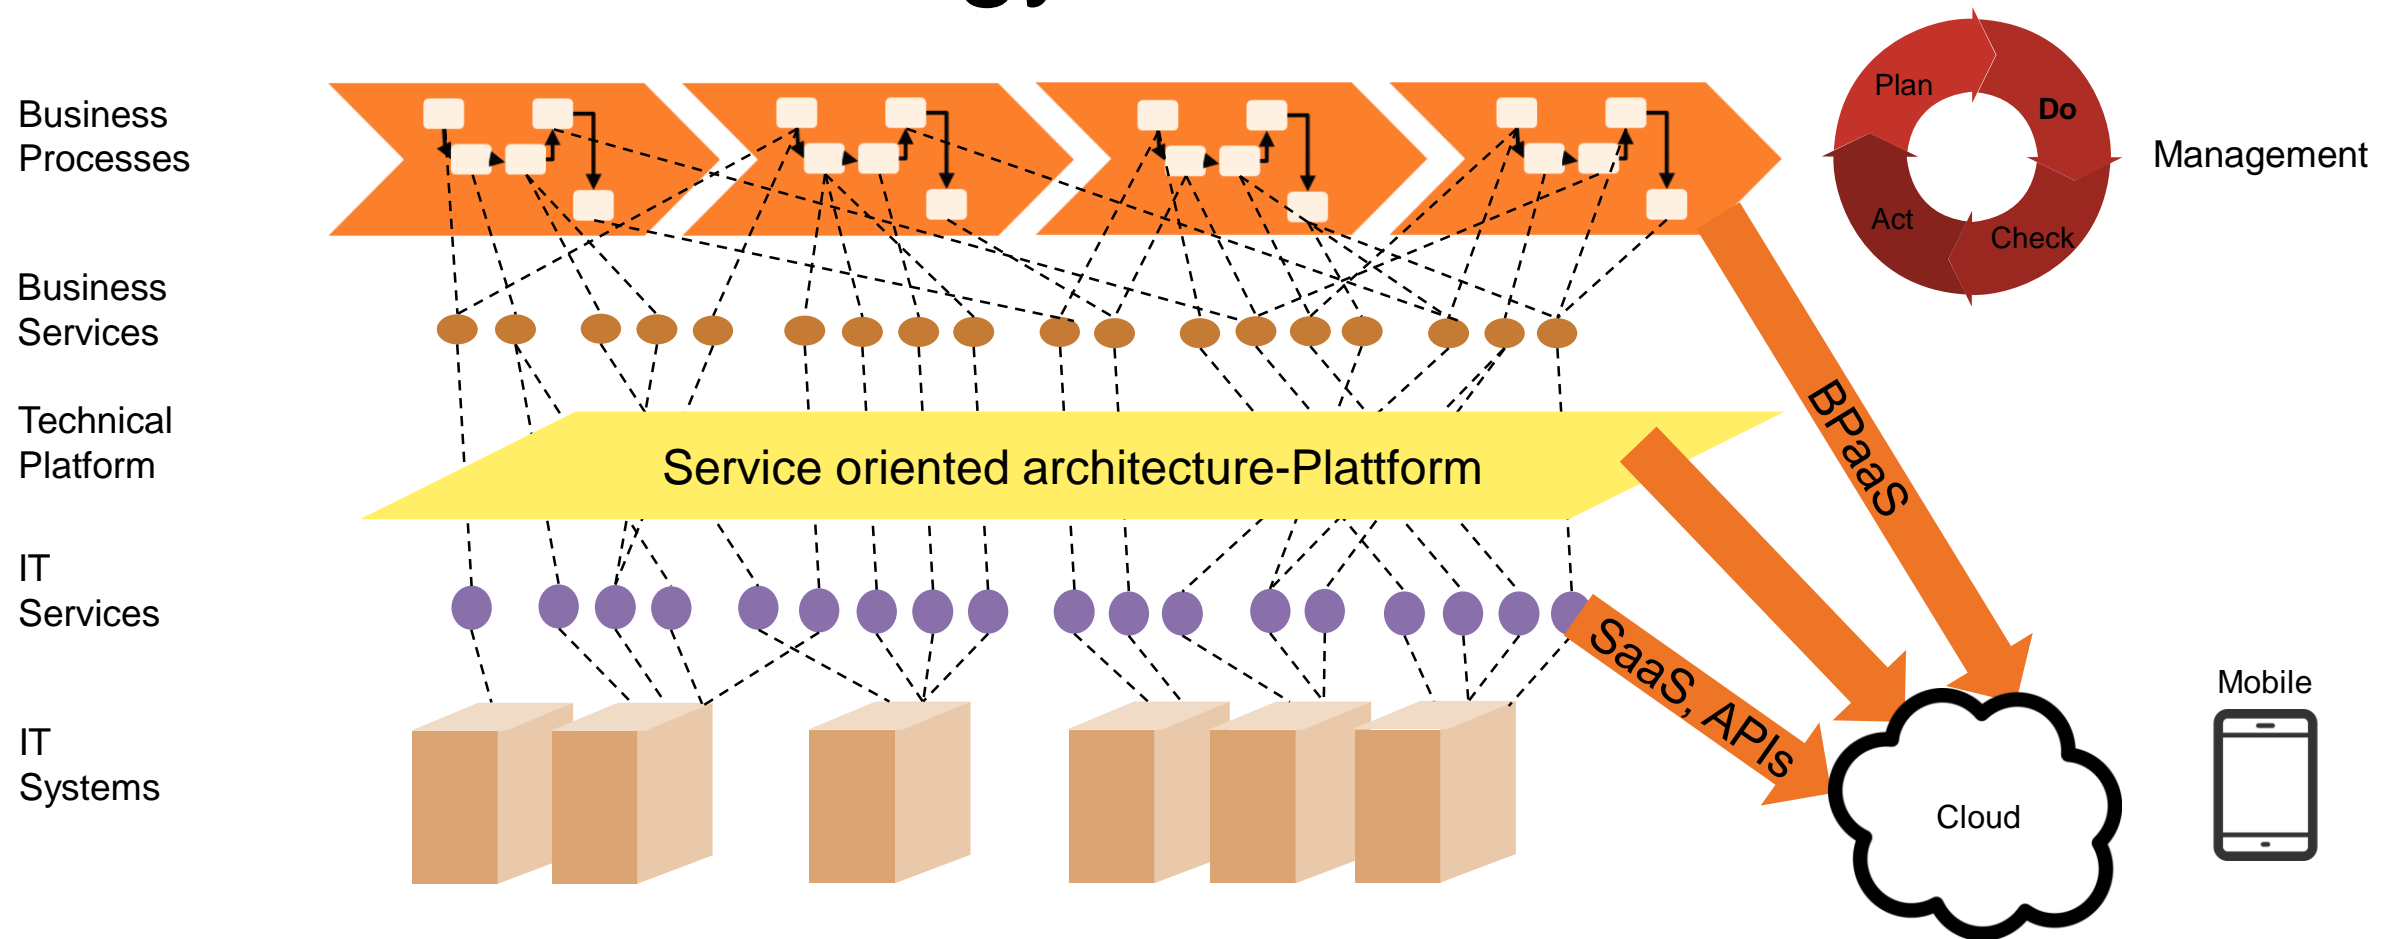 Business
Processes
Plan
Do
Act
Check
Management
Business
Services
Technical
Platform
Service oriented architecture-Plattform
BPaaS
IT
Services
SaaS, APIs
IT
Systems
Cloud
Mobile